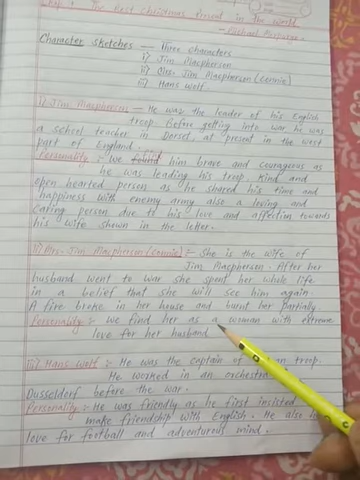 The Best Christmas Present in the world
- Michael Morpurgo
Character sketches — Three characters
i) Jim Macpherson
ii) Mrs. Jim Macpherson (connie)
iii) Hans Wolf.
i) Jim Macpherson :- He was the leader of his English
troop. Before getting into war he was
a school teacher in Dorset, at present in the west
part of England.
Personality :- We found him brave and courageous as
he was leading his trop. Kind and
open hearted person as he shared his time and
happiness with enemy army also a loving and
caring person due to his love and affection towards
his wife shown in the letter.
ii) Mrs. Jim Macpherson (connie) :- She is the wife of
Jim Macpherson. After her
husband went to war she spent her whole life
in a belief that she will see him again.
A fire broke in her house and burnt her partially
Personality :- We find her as a woman with extreme
love for her husband
iii) Hans Wolf :- He was the captain of an troop.
He worked in an orchestra
Dusseldorf before the war.
Personality :- He was friendly as he first insisted
make friendship with English. He also h
love for football and adventurous mind.